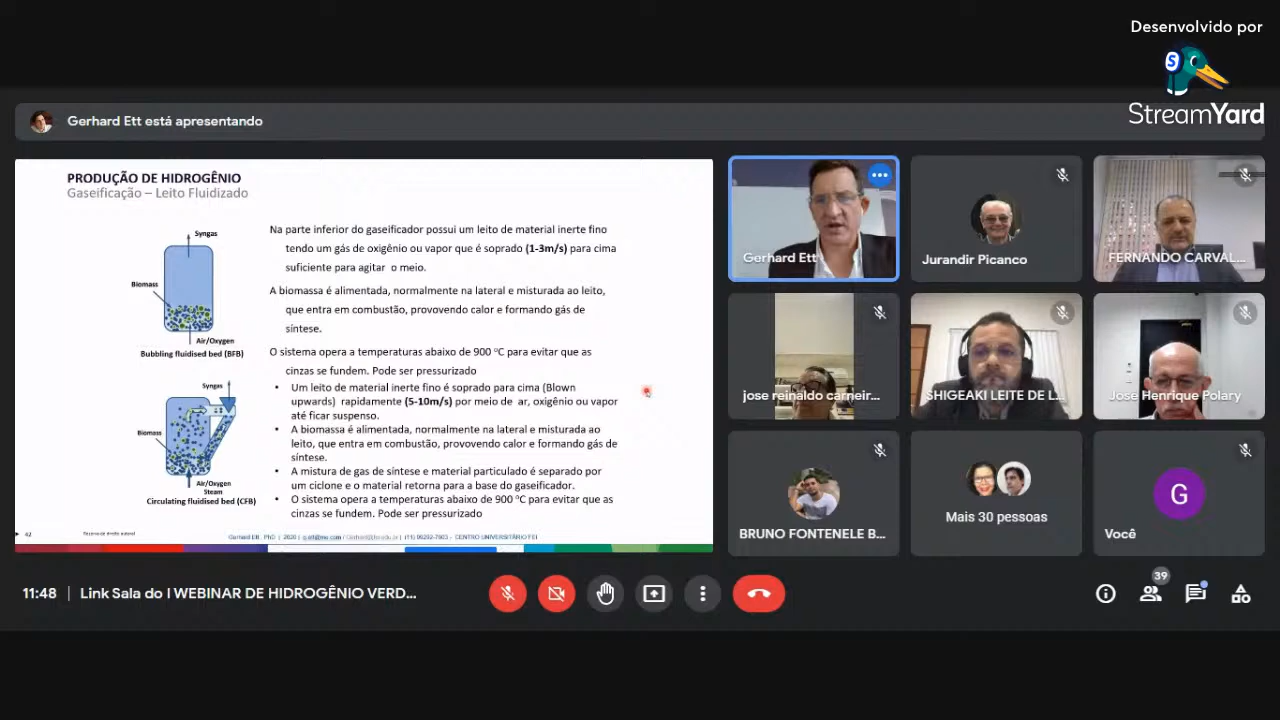 Desenvolvido por
StreamYard
Gerhard Ett está apresentando
PRODUÇÃO DE HIDROGÊNIO
Gaseificação – Leito Fluidizado
Syngas
Biomass
Air/Oxygen
Bubbling fluidised bed (BFB)
Syngas
Biomass
Air/Oxygen
Steam
Circulating fluidised bed (CFB)
Na parte inferior do gaseificador possui um leito de material inerte fino
tendo um gás de oxigênio ou vapor que é soprado (1-3m/s) para cima
suficiente para agitar o meio.
A biomassa é alimentada, normalmente na lateral e misturada ao leito,
que entra em combustão, provovendo calor e formando gás de
síntese.
O sistema opera a temperaturas abaixo de 900 °C para evitar que as
cinzas se fundem. Pode ser pressurizado
• Um leito de material inerte fino é soprado para cima (Blown
upwards) rapidamente (5-10m/s) por meio de ar, oxigênio ou vapor
até ficar suspenso.
• A biomassa é alimentada, normalmente na lateral e misturada ao
leito, que entra em combustão, provovendo calor e formando gás de
síntese.
• A mistura de gas de síntese e material particulado é separado por
um ciclone e o material retorna para a base do gaseificador.
• O sistema opera a temperaturas abaixo de 900 °C para evitar que as
cinzas se fundem. Pode ser pressurizado
42
Gerhard Ett PhD | 2020 | CENTRO UNIVERSITÁRIO FEI
Gerhard Ett
Jurandir Picanco
FERNANDO CARVAL...
jose reinaldo carneir...
SHIGEAKI LEITE DE L...
Jose Henrique Polary
BRUNO FONTENELE B...
Mais 30 pessoas
G
Você
11:48 | Link Sala do I WEBINAR DE HIDROGÊNIO VERD...
39